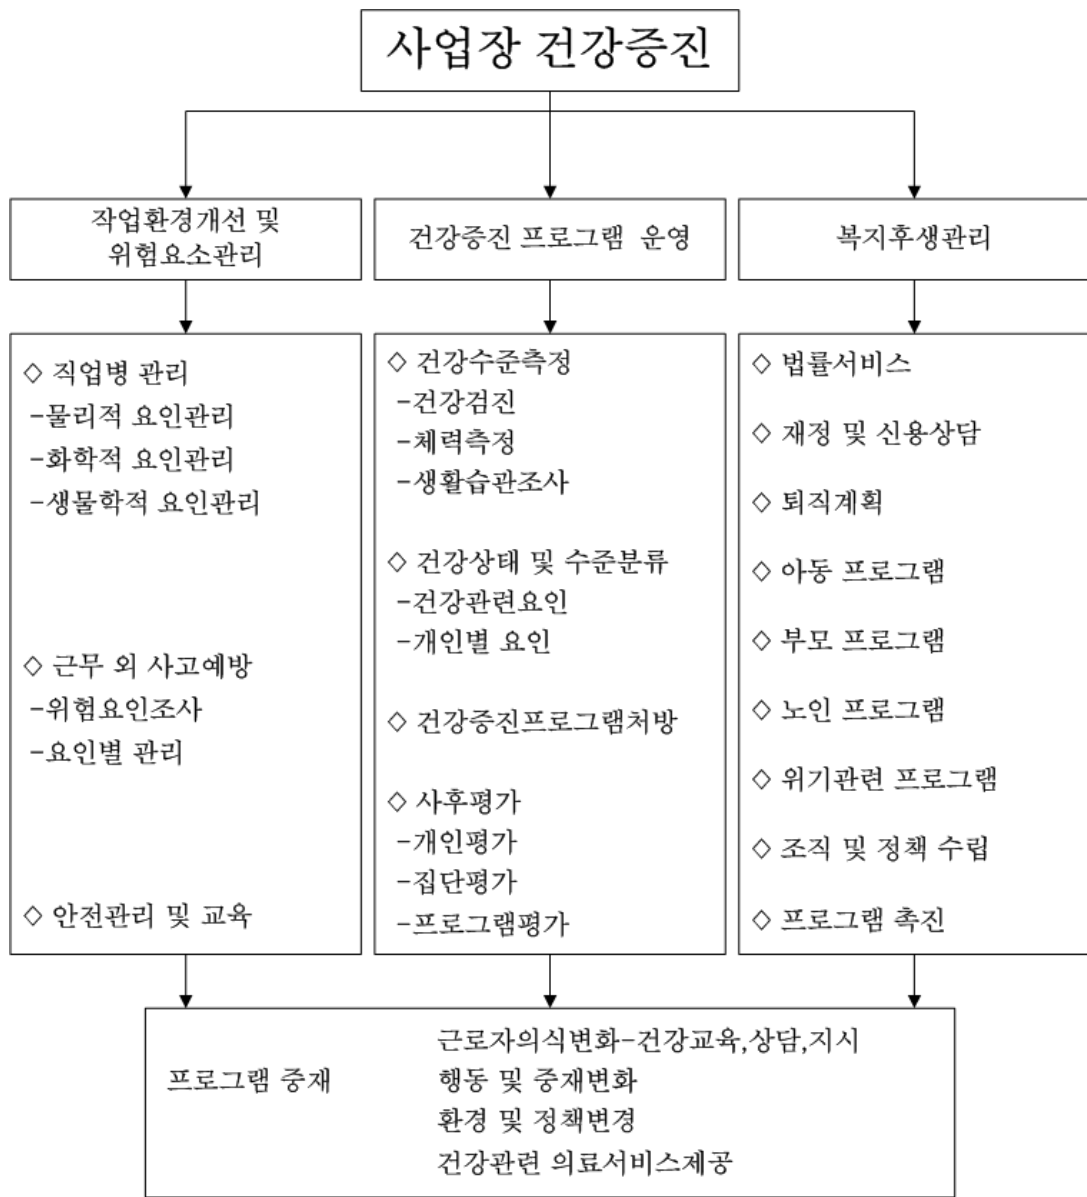 사업장 건강증진
작업환경개선 및
위험요소관리
건강증진 프로그램 운영
복지후생관리
◇ 직업병 관리
-물리적 요인관리
-화학적 요인관리
-생물학적 요인관리
◇ 근무 외 사고예방
-위험요인조사
-요인별 관리
◇ 안전관리 및 교육
◇ 건강수준측정
-건강검진
-체력측정
-생활습관조사
◇ 건강상태 및 수준분류
-건강관련요인
-개인별 요인
◇ 건강증진프로그램처방
◇ 사후평가
-개인평가
-집단평가
-프로그램평가
◇ 법률서비스
◇ 재정 및 신용상담
◇ 퇴직계획
◇ 아동 프로그램
◇ 부모 프로그램
◇ 노인 프로그램
◇ 위기관련 프로그램
◇ 조직 및 정책 수립
◇ 프로그램 촉진
프로그램 중재
근로자의식변화-건강교육,상담,지시
행동 및 중재변화
환경 및 정책변경
건강관련 의료서비스제공